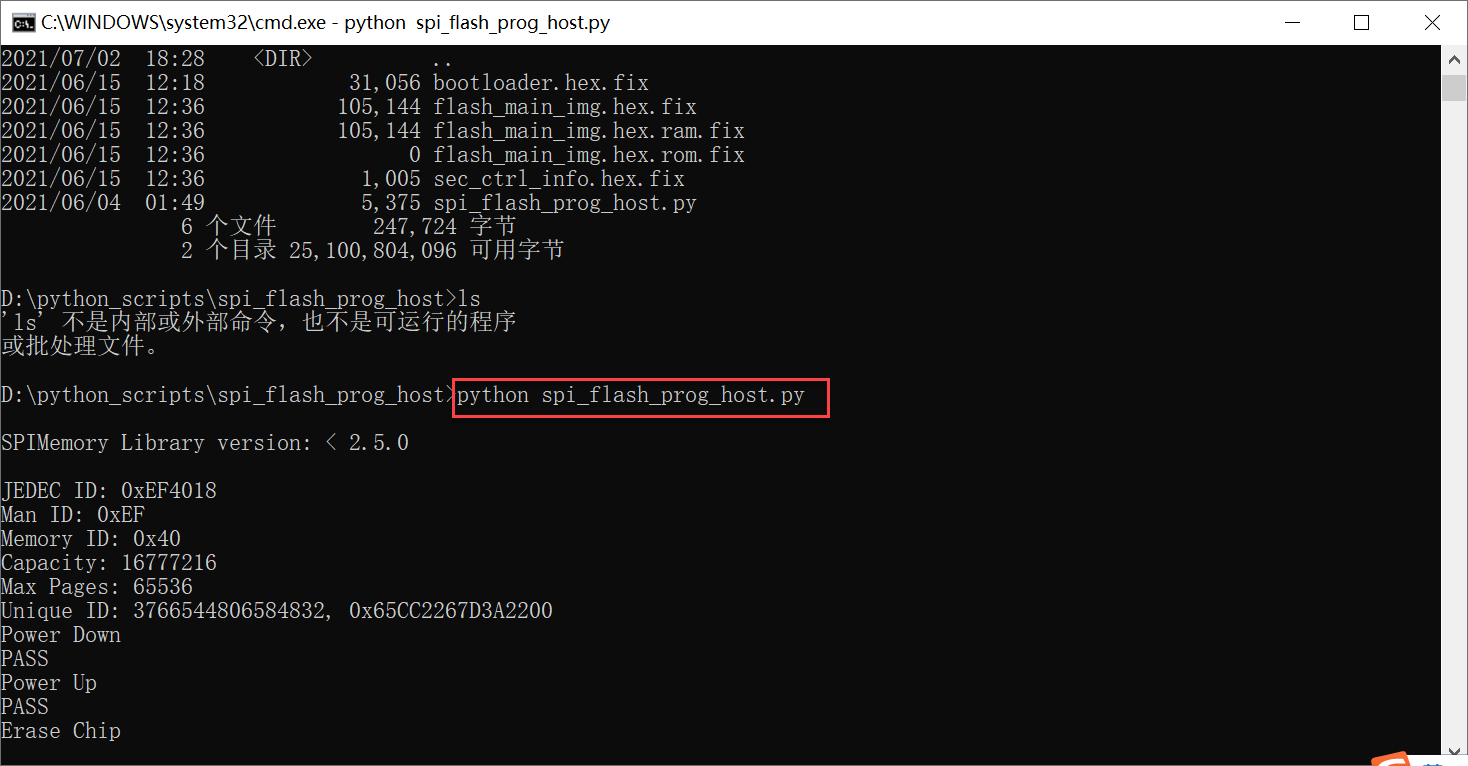 C:\WINDOWS\system32\cmd.exe - python  spi_flash_prog_host.py
2021/07/02  18:28    <DIR>          ..
2021/06/15  12:18            31,056 bootloader.hex.fix
2021/06/15  12:36           105,144 flash_main_img.hex.fix
2021/06/15  12:36           105,144 flash_main_img.hex.ram.fix
2021/06/15  12:36                 0 flash_main_img.hex.rom.fix
2021/06/15  12:36             1,005 sec_ctrl_info.hex.fix
2021/06/04  01:49             5,375 spi_flash_prog_host.py
6 个文件        247,724 字节
2 个目录 25,100,804,096 可用字节
D:\python_scripts\spi_flash_prog_host>ls
'ls' 不是内部或外部命令，也不是可运行的程序
或批处理文件。
D:\python_scripts\spi_flash_prog_host>python spi_flash_prog_host.py
SPIMemory Library version: < 2.5.0
JEDEC ID: 0xEF4018
Man ID: 0xEF
Memory ID: 0x40
Capacity: 16777216
Max Pages: 65536
Unique ID: 3766544806584832, 0x65CC2267D3A2200
Power Down
PASS
Power Up
PASS
Erase Chip